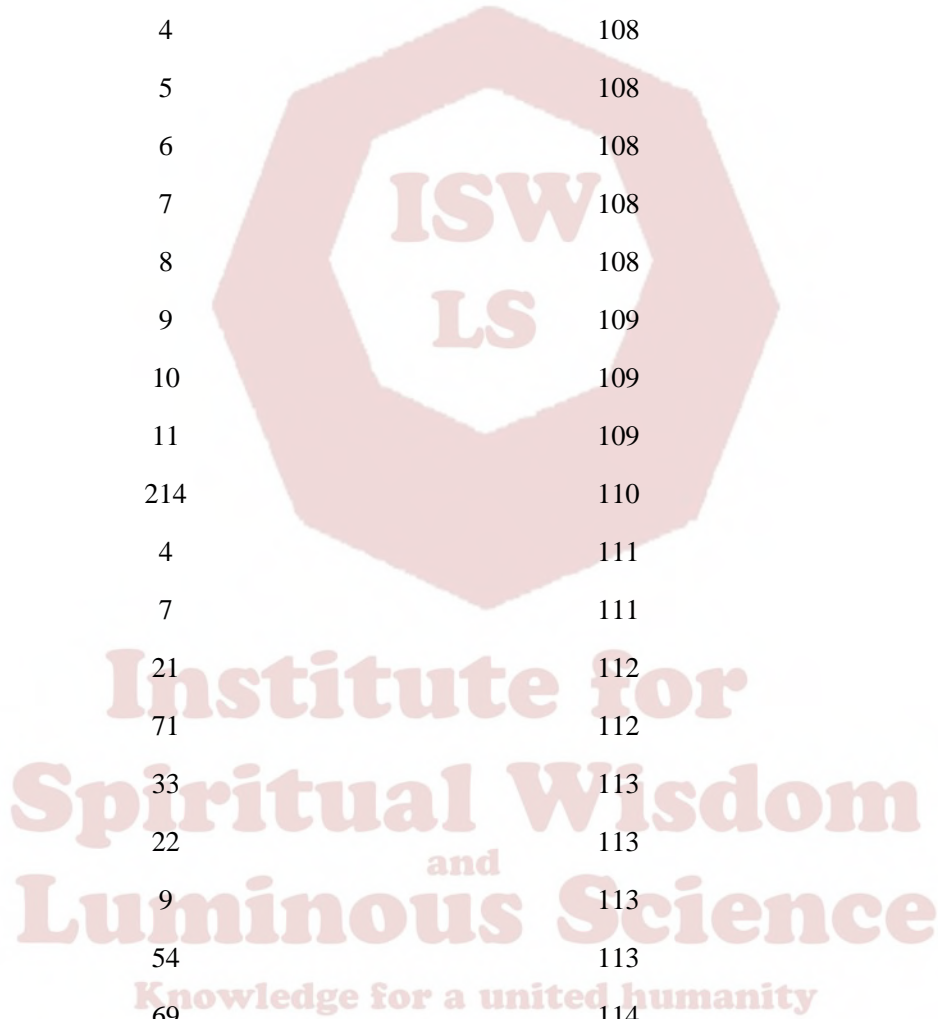 4 108
5 108
6 108
ISW
7 108
8 108
LS
9 109
10 109
11 109
214 110
4 111
7 111
Institute for
21 112
71 112
Spiritual Wisdom
33 113
22 113
and
Luminous Science
9 113
54 113
Knowledge for a united humanity
69 114